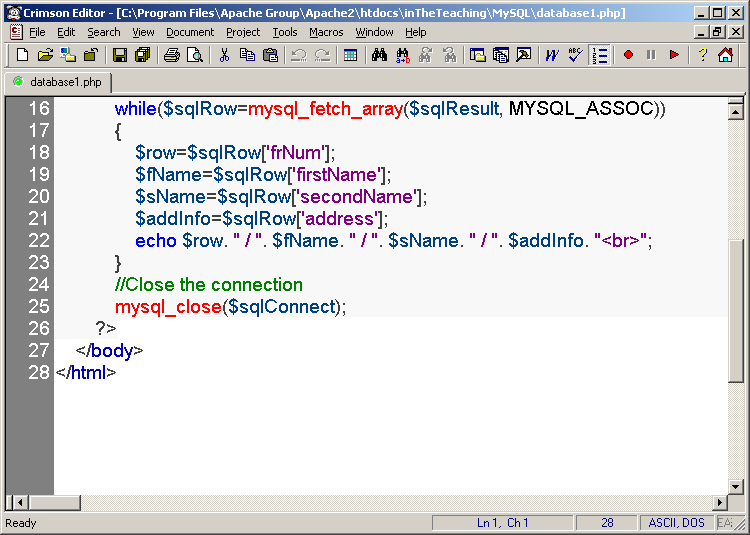 Crimson Editor - [C:\Program Files\Apache Group\Apache2\htdocs\inTheTeaching\MySQL\database1.php]
File Edit Search View Document Project Tools Macros Window Help
database1.php
16 while($sqlRow=mysql_fetch_array($sqlResult, MYSQL_ASSOC))
17 {
18 $row=$sqlRow['frNum'];
19 $fName=$sqlRow['firstName'];
20 $sName=$sqlRow['secondName'];
21 $addInfo=$sqlRow['address'];
22 echo $row. " / ". $fName. " / ". $sName. " / ". $addInfo. "<br>";
23 }
24 //Close the connection
25 mysql_close($sqlConnect);
26 ?>
27 </body>
28 </html>
Ready Ln 1, Ch 1 28 ASCII, DOS